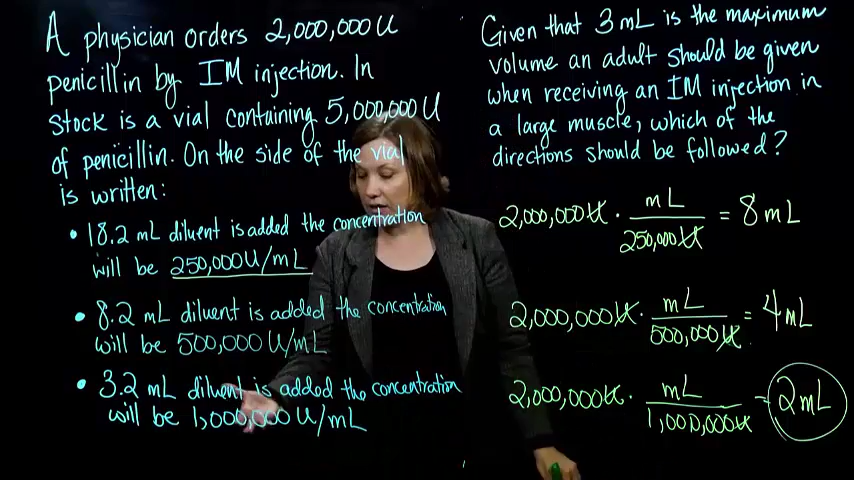 A physician orders 2,000,000 U
penicillin by IM injection. In
stock is a vial containing 5,000,000 U
of penicillin. On the side of the vial
is written:
• 18.2 mL diluent is added the concentration
will be 250,000 U/mL
• 8.2 mL diluent is added the concentration
will be 500,000 U/mL
• 3.2 mL diluent is added the concentration
will be 1,000,000 U/mL
Given that 3 mL is the maximum
volume an adult should be given
when receiving an IM injection in
a large muscle, which of the
directions should be followed?
2,000,000 U · mL / 250,000 U = 8 mL
2,000,000 U · mL / 500,000 U = 4 mL
2,000,000 U · mL / 1,000,000 U = 2 mL